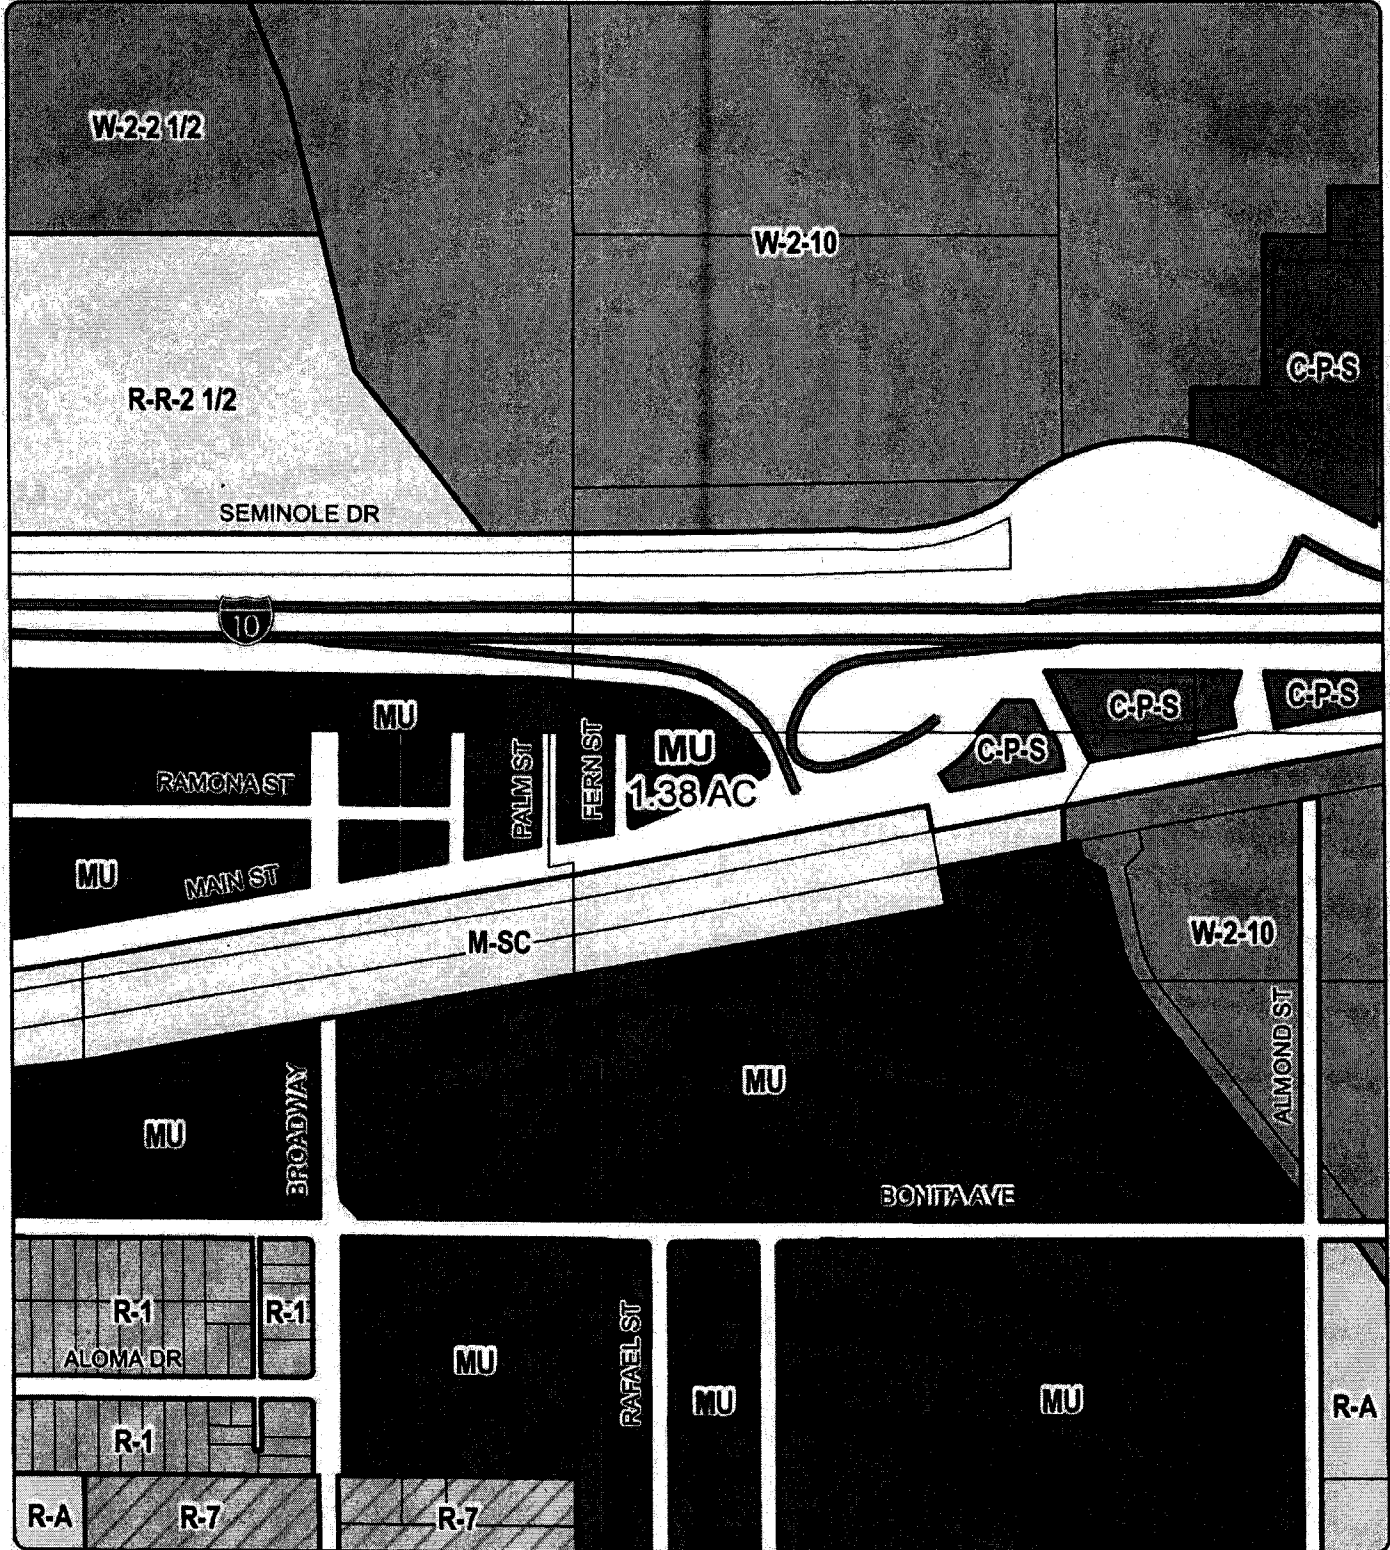 W-2-2 1/2
W-2-10
C-P-S
R-R-2 1/2
SEMINOLE DR
10
MU
MU
1.38 AC
C-P-S
C-P-S
C-P-S
RAMONA ST
PALM ST
FERN ST
MU
MAIN ST
M-SC
W-2-10
ALMOND ST
MU
MU
BROADWAY
BONITA AVE
R-1
R-1
ALOMA DR
MU
RAFAEL ST
MU
MU
R-A
R-1
R-A
R-7
R-7